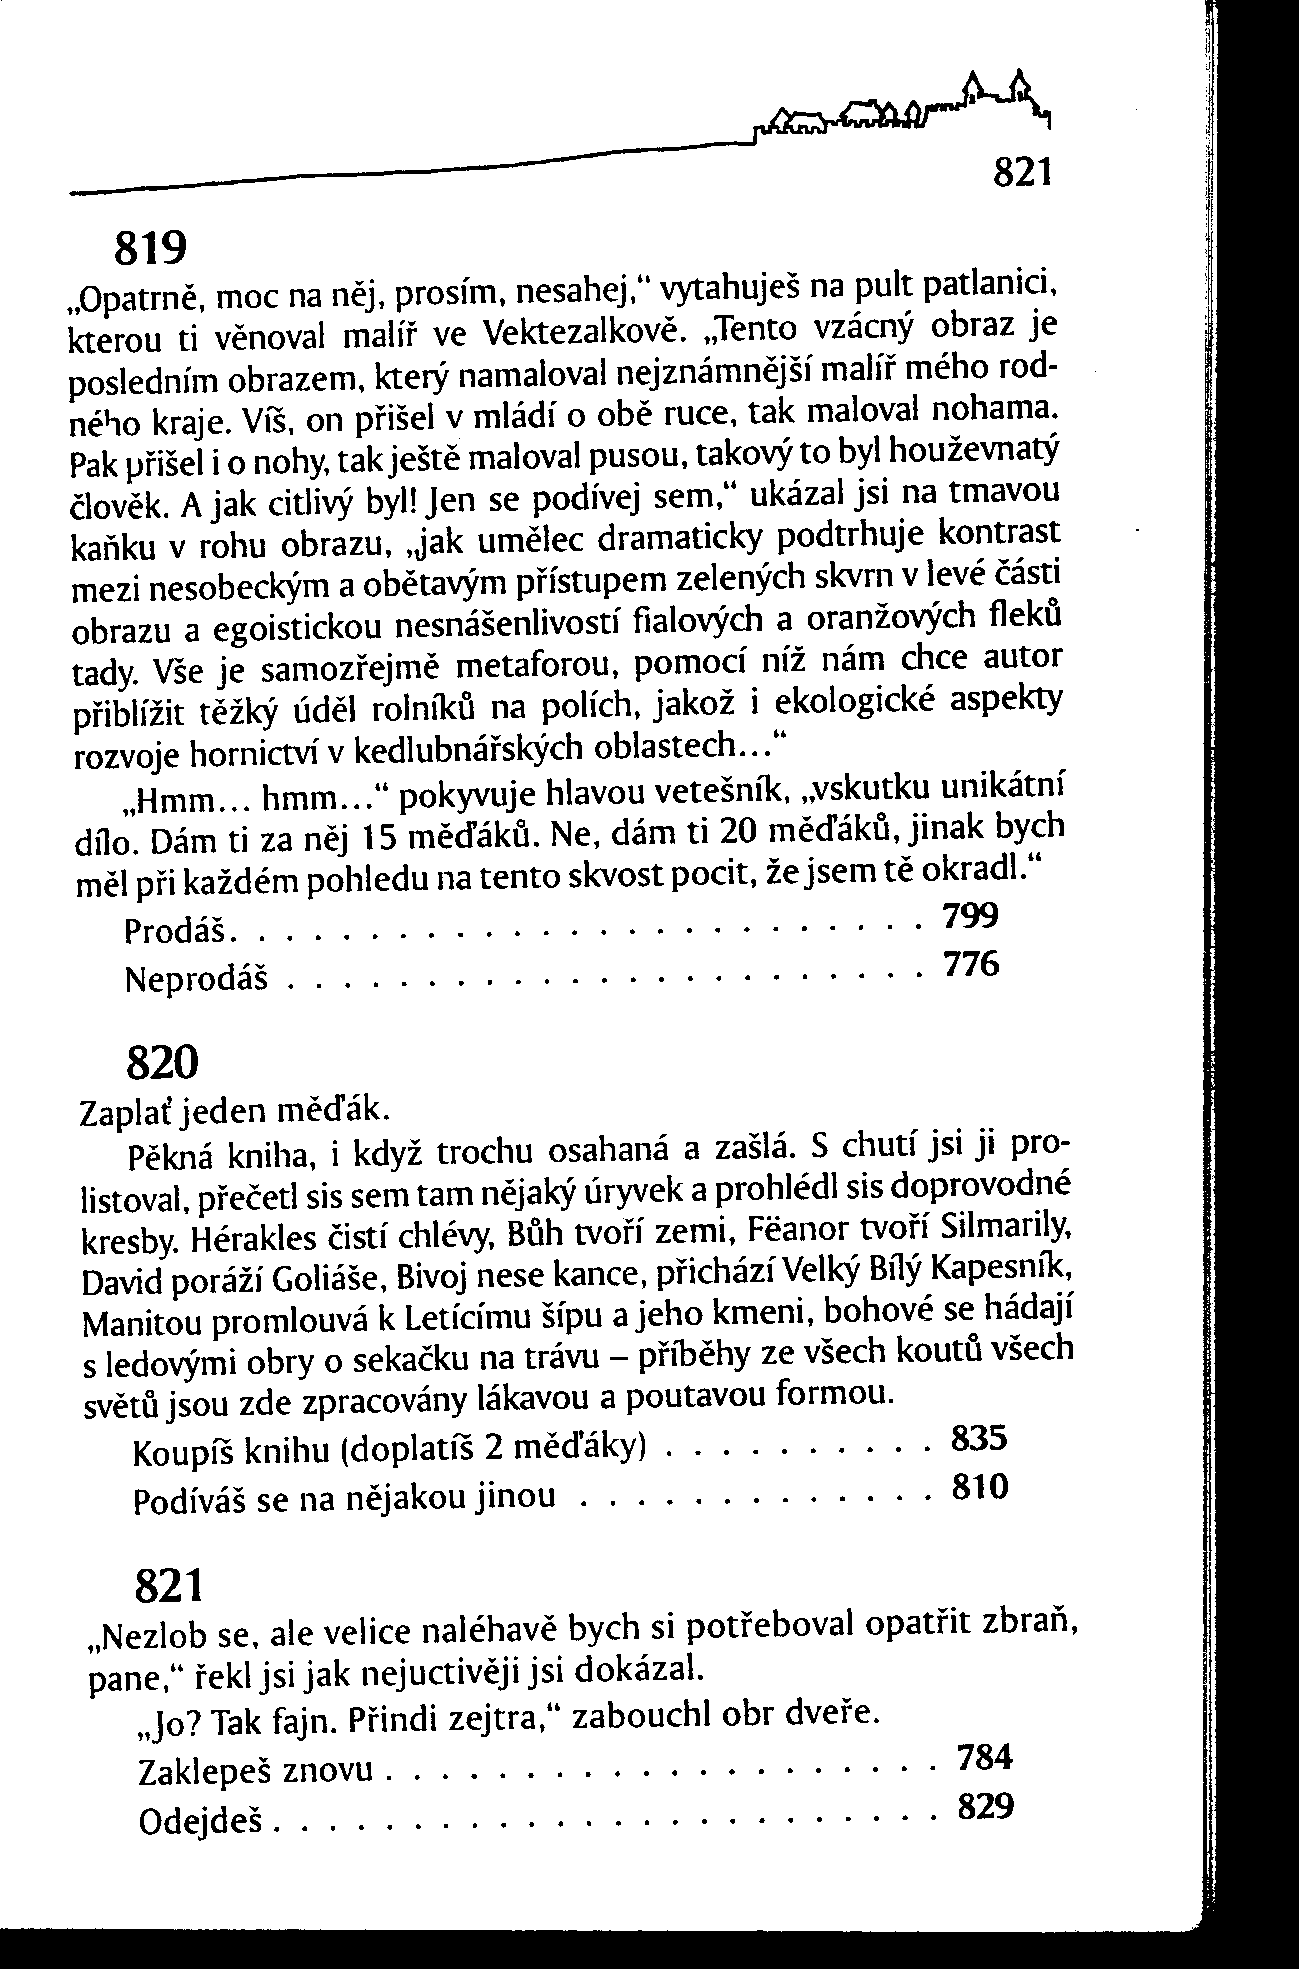 821
819
„Opatrně, moc na něj, prosím, nesahej,“ vytahuješ na pult patlanici,
kterou ti věnoval malíř ve Vektezalkově. „Tento vzácný obraz je
posledním obrazem, který namaloval nejznámnější malíř mého rod-
ného kraje. Víš, on přišel v mládí o obě ruce, tak maloval nohama.
Pak přišel i o nohy, tak ještě maloval pusou, takový to byl houževnatý
člověk. A jak citlivý byl! Jen se podívej sem,“ ukázal jsi na tmavou
kaňku v rohu obrazu, „jak umělec dramaticky podtrhuje kontrast
mezi nesobeckým a obětavým přístupem zelených skvrn v levé části
obrazu a egoistickou nesnášenlivostí fialových a oranžových fleků
tady. Vše je samozřejmě metaforou, pomocí níž nám chce autor
přiblížit těžký úděl rolníků na polích, jakož i ekologické aspekty
rozvoje hornictví v kedlubnářských oblastech...“
„Hmm... hmm...“ pokyvuje hlavou vetešník, „vskutku unikátní
dílo. Dám ti za něj 15 měďáků. Ne, dám ti 20 měďáků, jinak bych
měl při každém pohledu na tento skvost pocit, že jsem tě okradl.“
Prodáš. . . . . . . . . . . . . . . . . . . . . . . . . 799
Neprodáš . . . . . . . . . . . . . . . . . . . . . . . 776
820
Zaplať jeden měďák.
Pěkná kniha, i když trochu osahaná a zašlá. S chutí jsi ji pro-
listoval, přečetl sis sem tam nějaký úryvek a prohlédl sis doprovodné
kresby. Hérakles čistí chlévy, Bůh tvoří zemi, Fëanor tvoří Silmarily,
David poráží Goliáše, Bivoj nese kance, přichází Velký Bílý Kapesník,
Manitou promlouvá k Letícímu šípu a jeho kmeni, bohové se hádají
s ledovými obry o sekačku na trávu – příběhy ze všech koutů všech
světů jsou zde zpracovány lákavou a poutavou formou.
Koupíš knihu (doplatíš 2 měďáky) . . . . . . . . . . 835
Podíváš se na nějakou jinou . . . . . . . . . . . . . 810
821
„Nezlob se, ale velice naléhavě bych si potřeboval opatřit zbraň,
pane,“ řekl jsi jak nejuctivěji jsi dokázal.
„Jo? Tak fajn. Přindi zejtra,“ zabouchl obr dveře.
Zaklepeš znovu . . . . . . . . . . . . . . . . . . . . 784
Odejdeš. . . . . . . . . . . . . . . . . . . . . . . . 829